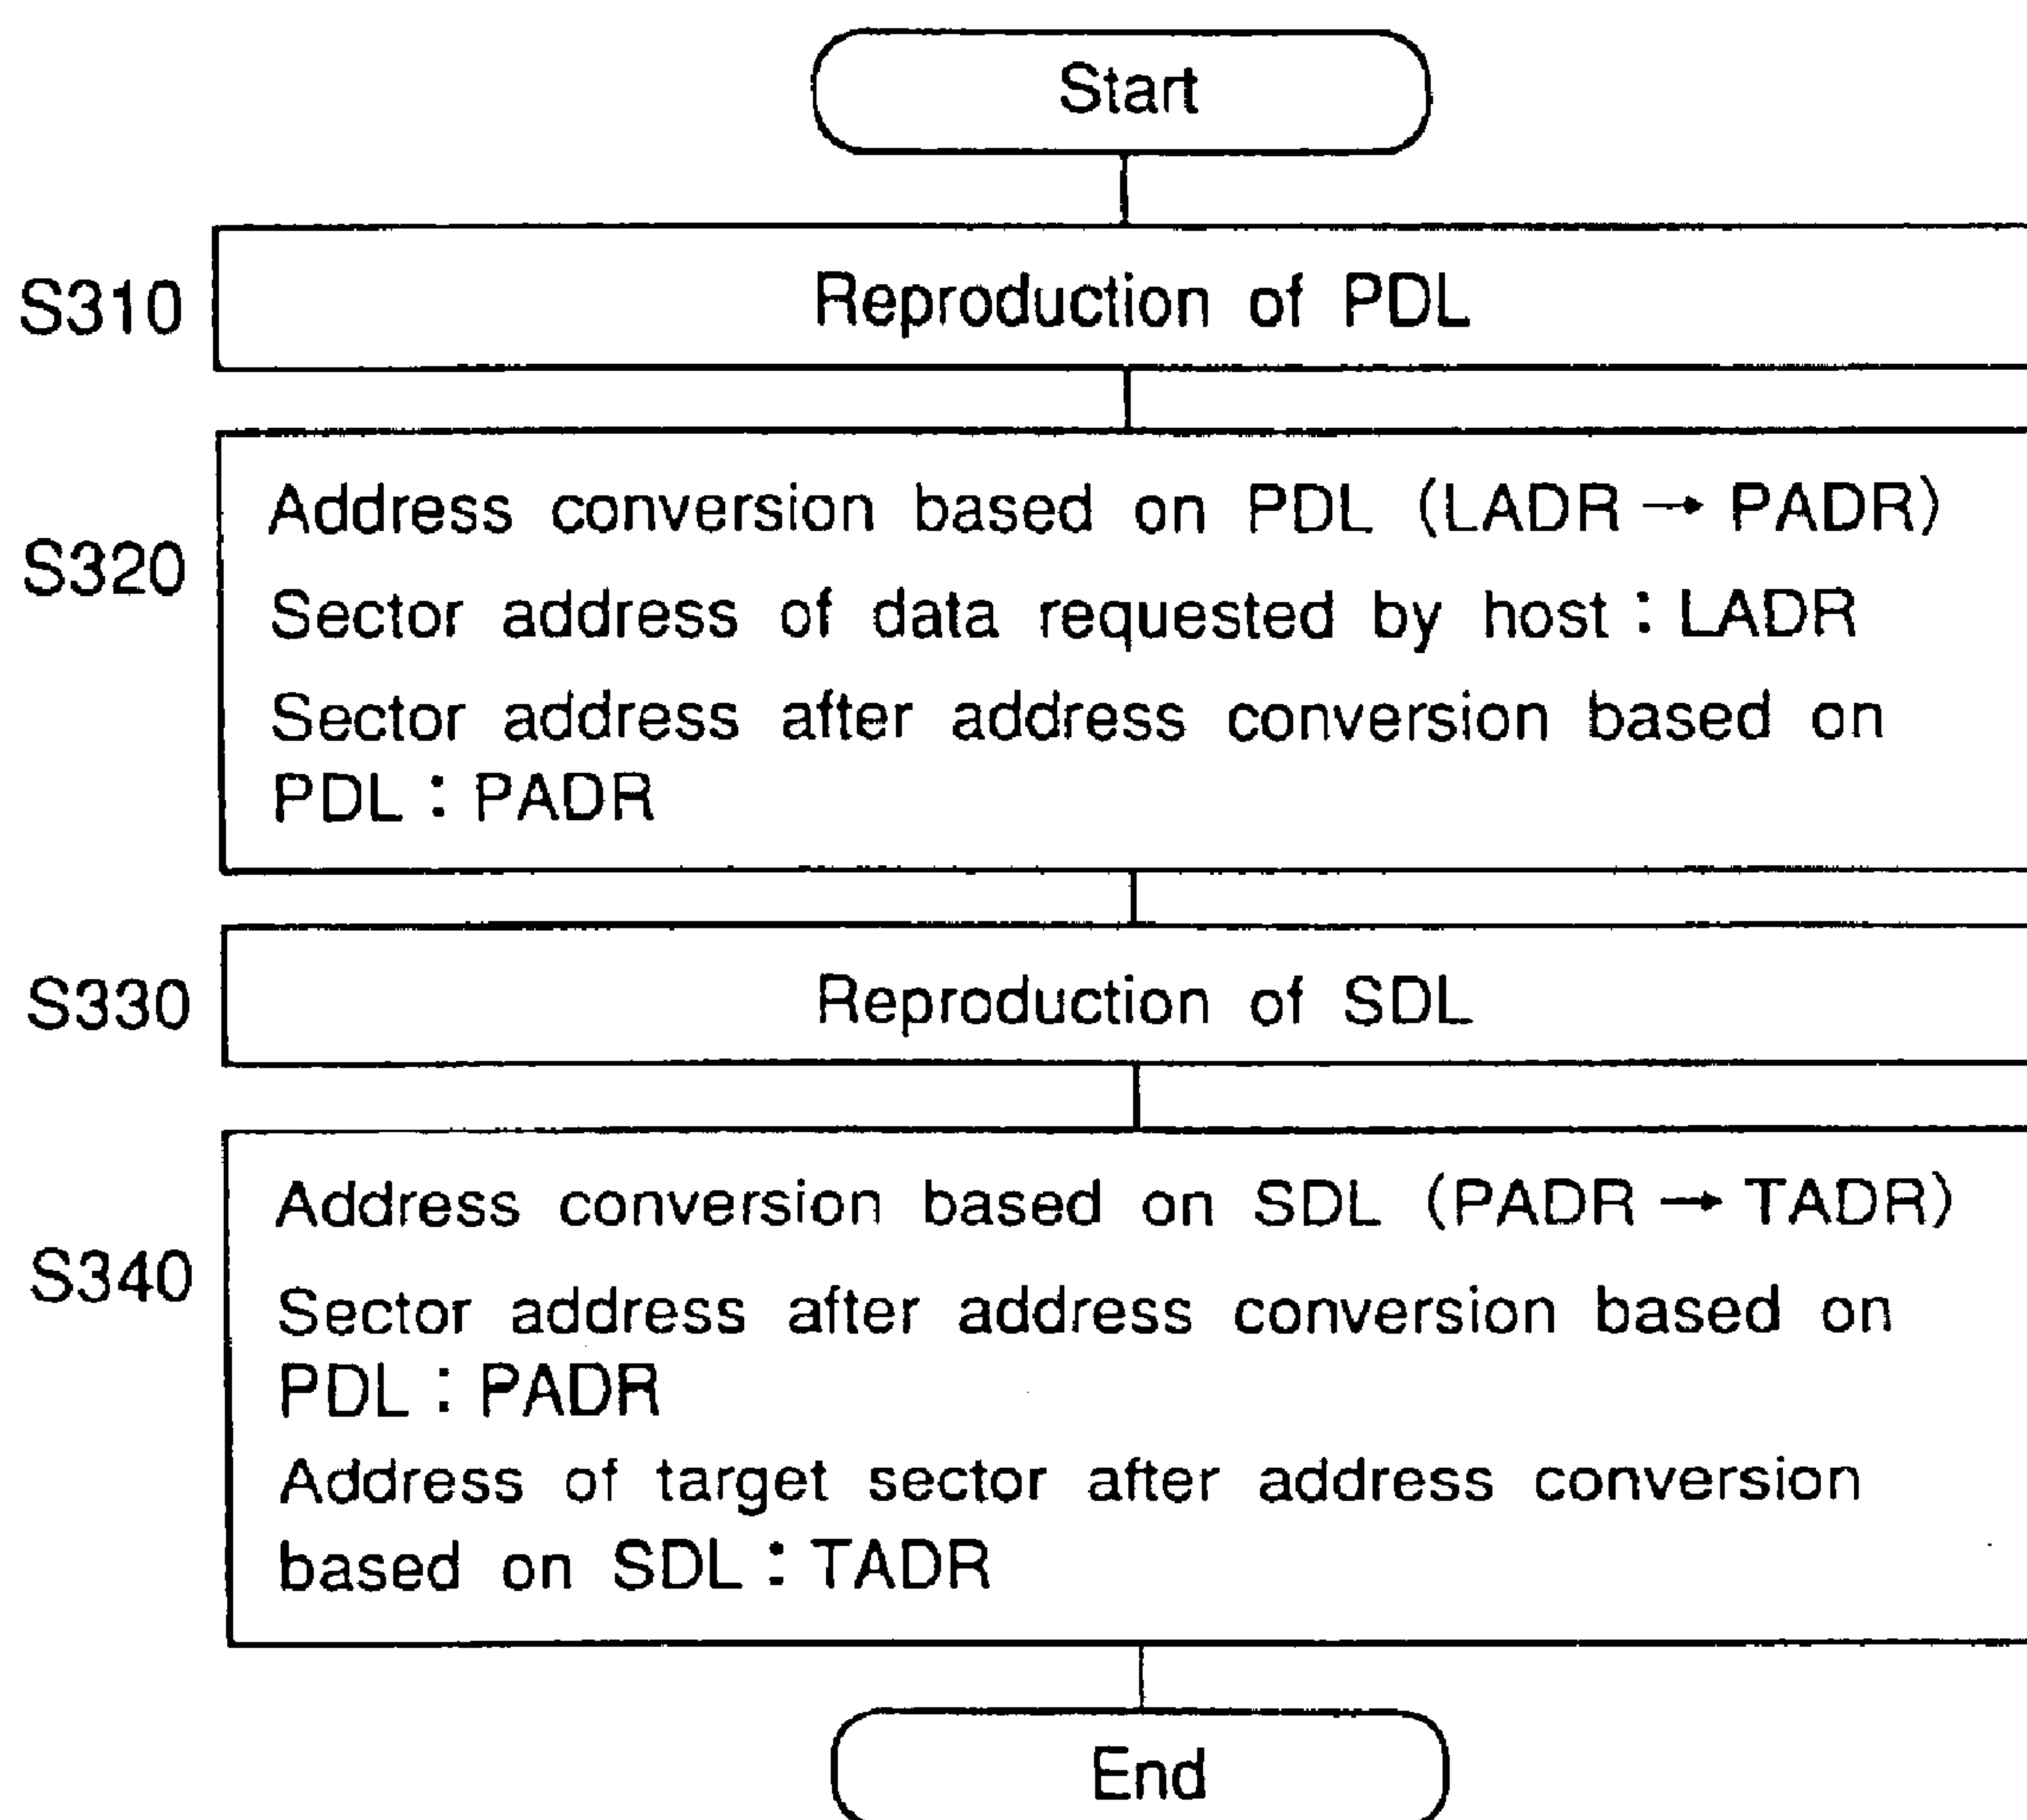 Start
S310
Reproduction of PDL
S320
Address conversion based on PDL (LADR → PADR)
Sector address of data requested by host : LADR
Sector address after address conversion based on
PDL : PADR
S330
Reproduction of SDL
S340
Address conversion based on SDL (PADR → TADR)
Sector address after address conversion based on
PDL : PADR
Address of target sector after address conversion
based on SDL : TADR
End